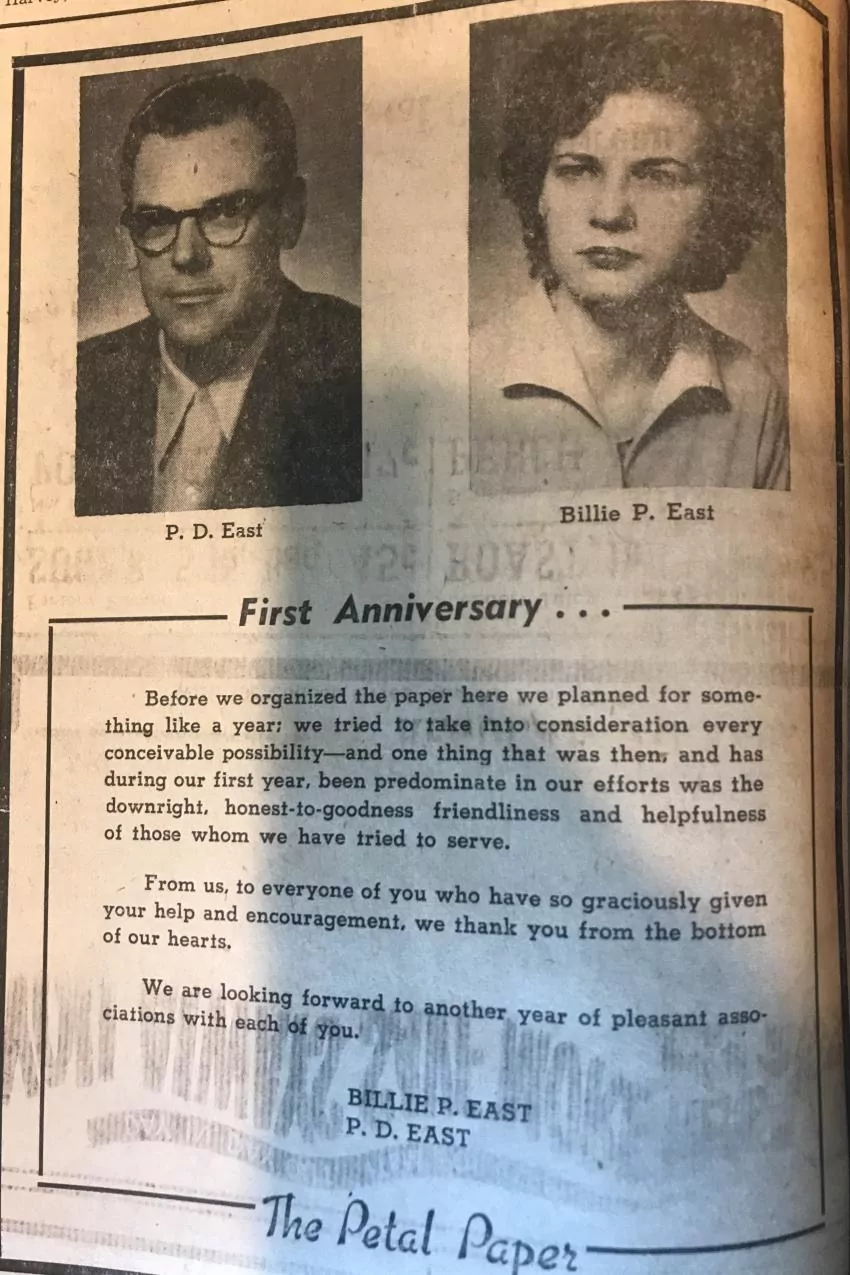 P. D. East
Billie P. East
First Anniversary . . .
Before we organized the paper here we planned for some-
thing like a year; we tried to take into consideration every
conceivable possibility—and one thing that was then, and has
during our first year, been predominate in our efforts was the
downright, honest-to-goodness friendliness and helpfulness
of those whom we have tried to serve.
From us, to everyone of you who have so graciously given
your help and encouragement, we thank you from the bottom
of our hearts.
We are looking forward to another year of pleasant asso-
ciations with each of you.
BILLIE P. EAST
P. D. EAST
The Petal Paper